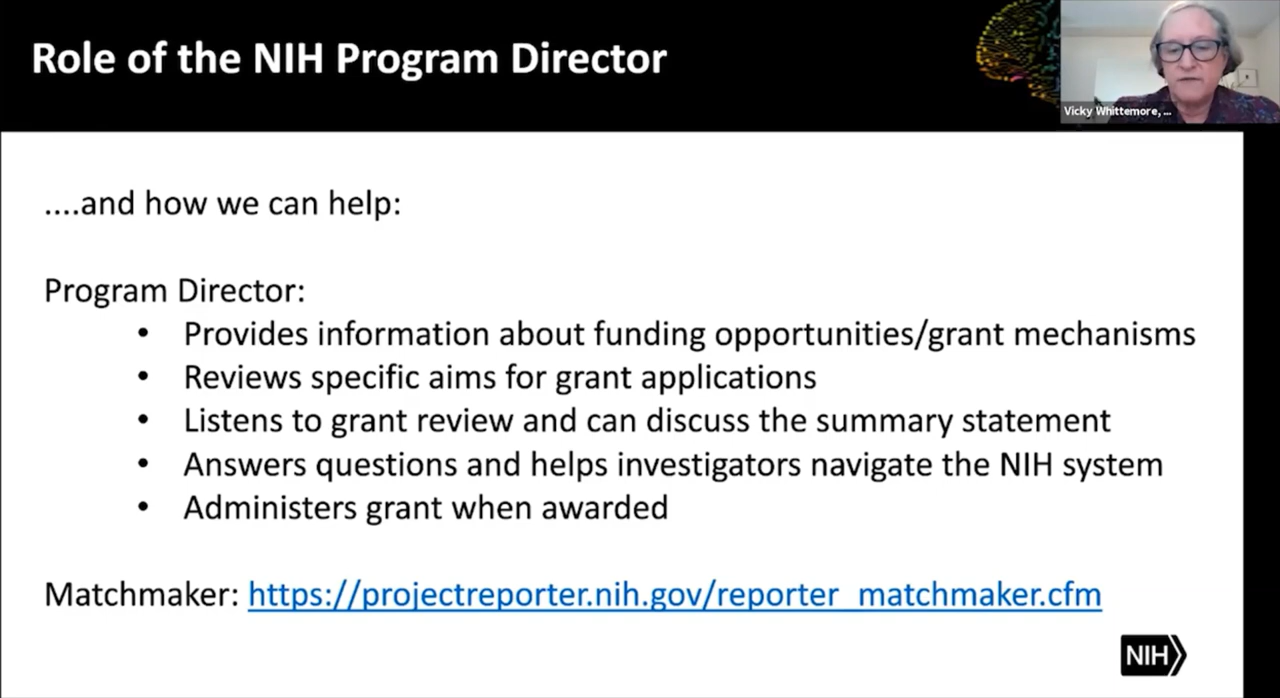 Role of the NIH Program Director
Vicky Whittemore, ...
....and how we can help:
Program Director:
• Provides information about funding opportunities/grant mechanisms
• Reviews specific aims for grant applications
• Listens to grant review and can discuss the summary statement
• Answers questions and helps investigators navigate the NIH system
• Administers grant when awarded
Matchmaker: https://projectreporter.nih.gov/reporter_matchmaker.cfm
NIH